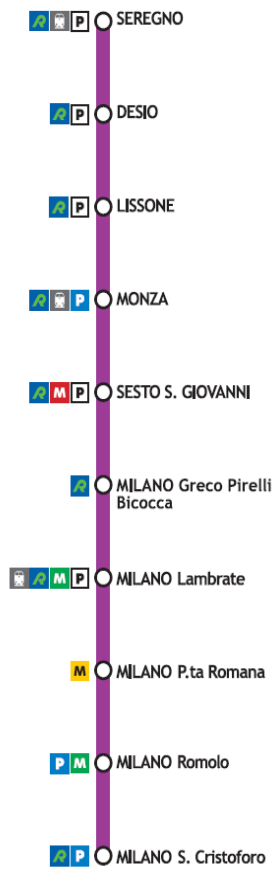 R P SEREGNO
R P DESIO
R P LISSONE
R P MONZA
R M P SESTO S. GIOVANNI
R MILANO Greco Pirelli
Bicocca
R M P MILANO Lambrate
M MILANO P.ta Romana
P M MILANO Romolo
R P MILANO S. Cristoforo